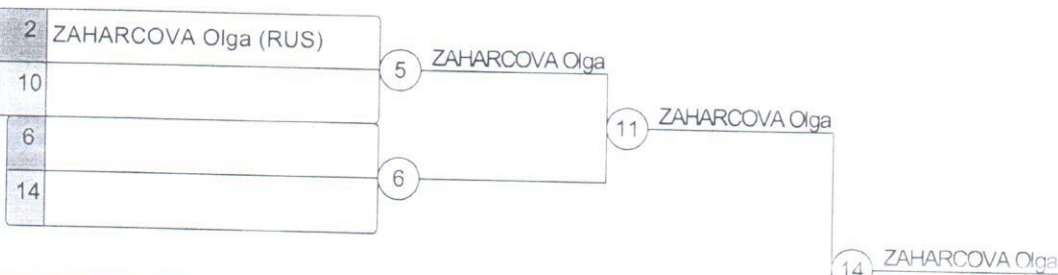 2 ZAHARCOVA Olga (RUS)
5 ZAHARCOVA Olga
10
11 ZAHARCOVA Olga
6
6
14
14 ZAHARCOVA Olga